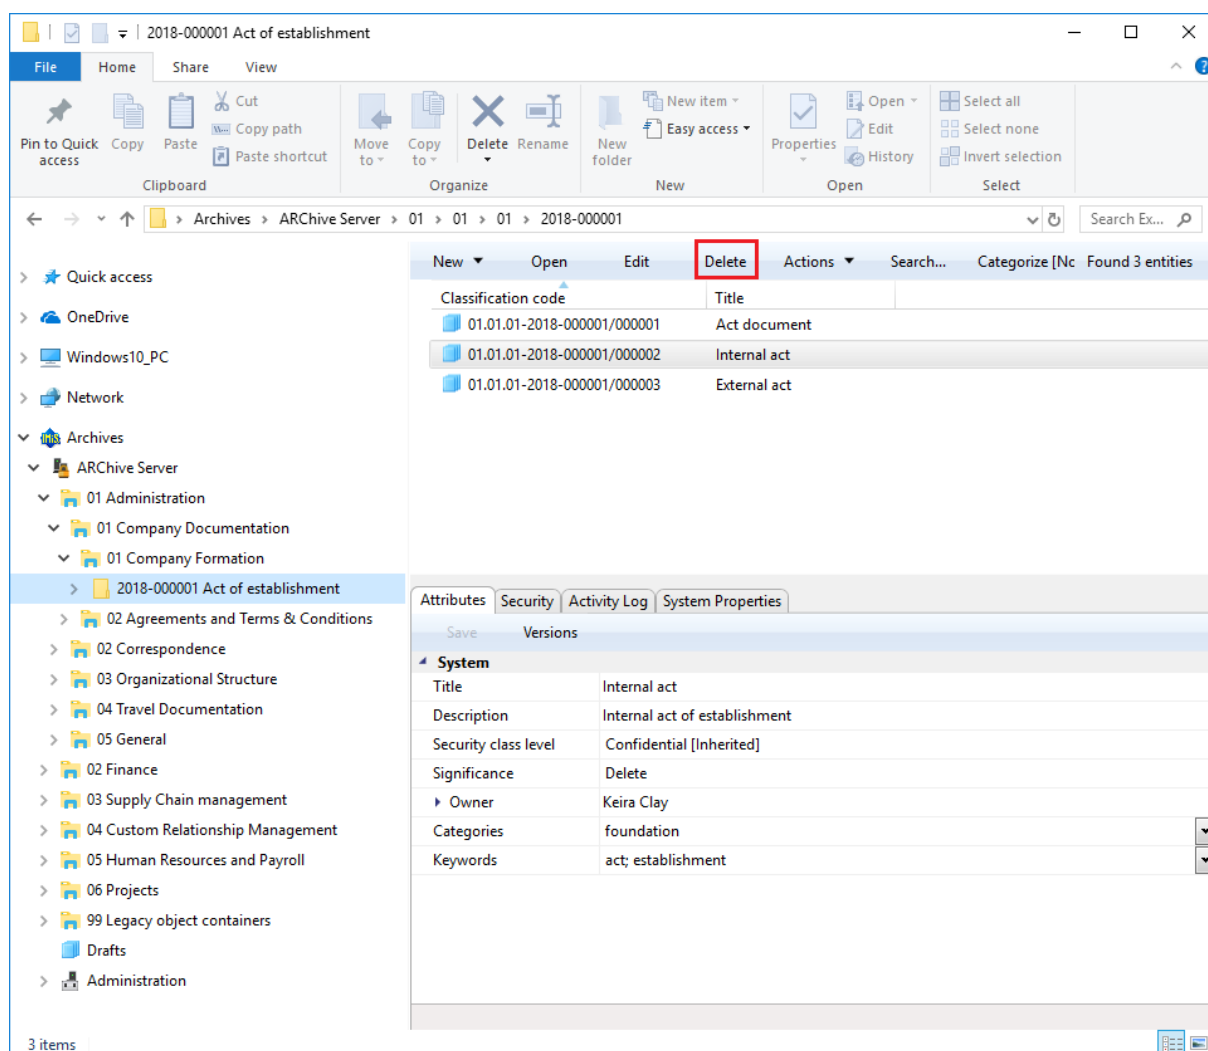 2018-000001 Act of establishment
File Home Share View
Pin to Quick access
Copy
Paste
Cut
Copy path
Paste shortcut
Move to
Copy to
Delete
Rename
New folder
New item
Easy access
Properties
Open
Edit
History
Select all
Select none
Invert selection
Clipboard Organize New Open Select
Archives > ARChive Server > 01 > 01 > 01 > 2018-000001
Search Ex...
Quick access
OneDrive
Windows10_PC
Network
Archives
ARChive Server
01 Administration
01 Company Documentation
01 Company Formation
2018-000001 Act of establishment
02 Agreements and Terms & Conditions
02 Correspondence
03 Organizational Structure
04 Travel Documentation
05 General
02 Finance
03 Supply Chain management
04 Custom Relationship Management
05 Human Resources and Payroll
06 Projects
99 Legacy object containers
Drafts
Administration
New Open Edit Delete Actions Search... Categorize [Nc Found 3 entities
Classification code Title
01.01.01-2018-000001/000001 Act document
01.01.01-2018-000001/000002 Internal act
01.01.01-2018-000001/000003 External act
Attributes Security Activity Log System Properties
Save Versions
System
Title Internal act
Description Internal act of establishment
Security class level Confidential [Inherited]
Significance Delete
Owner Keira Clay
Categories foundation
Keywords act; establishment
3 items